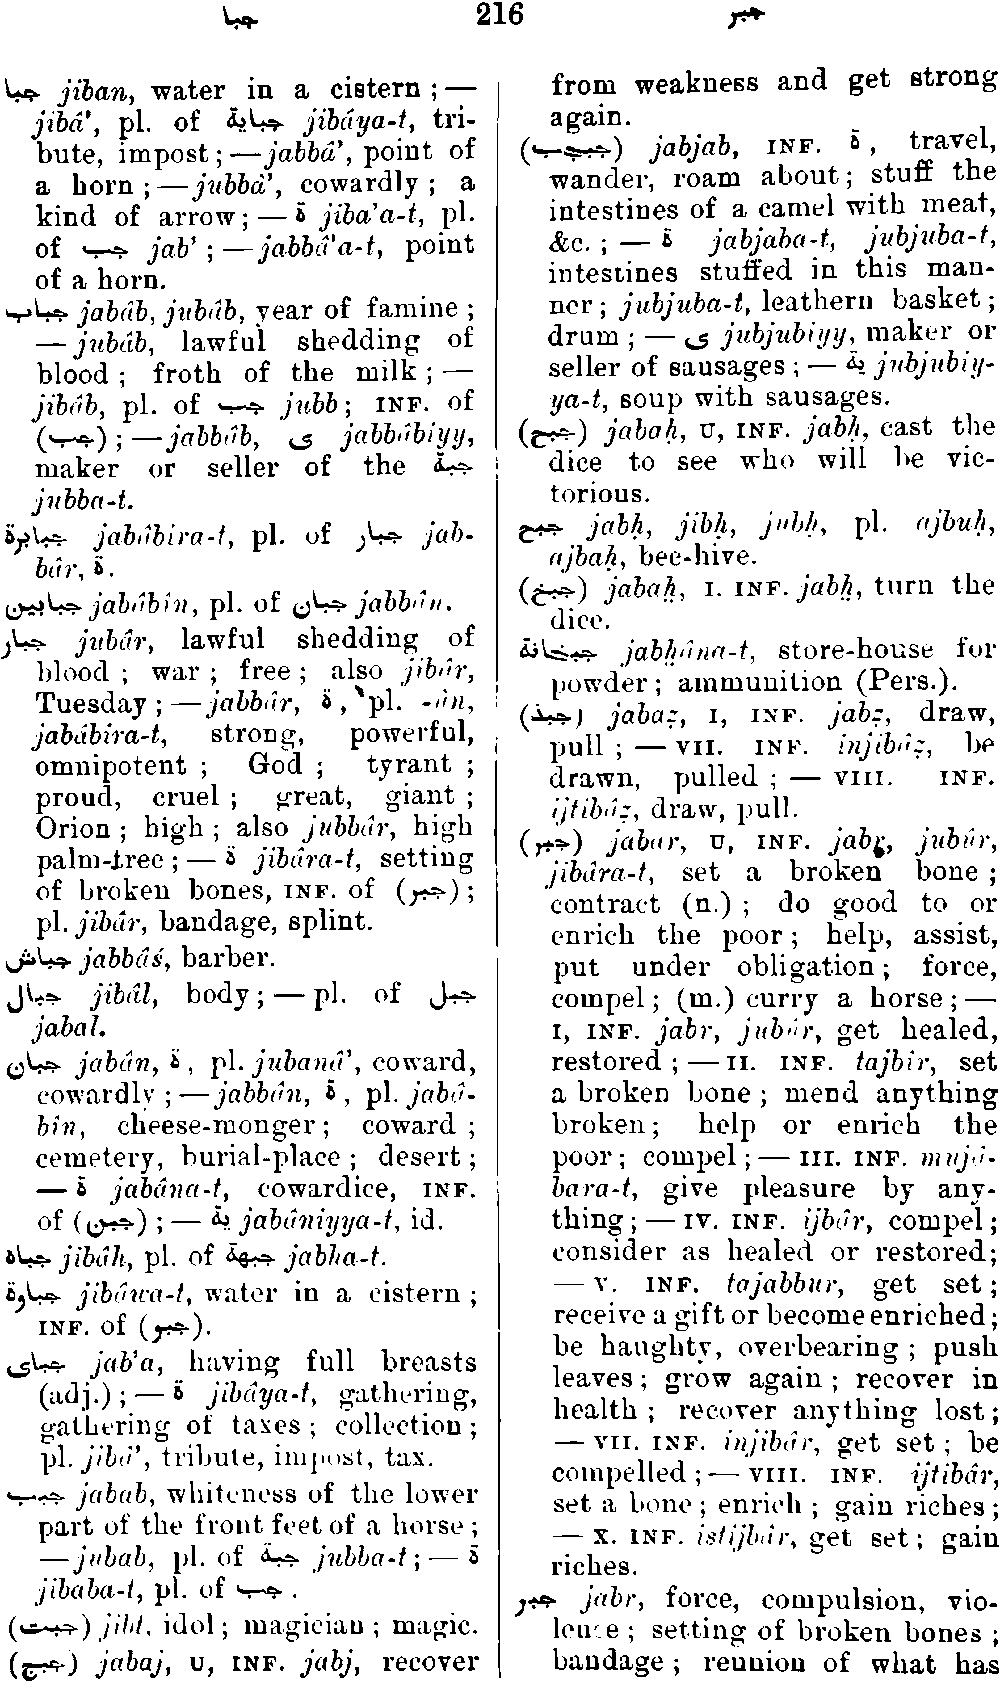 جبا 216 جبر
جبا jiban, water in a cistern ; —
jibâ’, pl. of جباية jibâya-t, tri-
bute, impost ; — jabbâ’, point of
a horn ; — jubbâ’, cowardly ; a
kind of arrow ; — ة jiba’a-t, pl.
of جب jab’ ; — jabbâ’a-t, point
of a horn.
جباب jabâb, jubâb, year of famine ;
— jubâb, lawful shedding of
blood ; froth of the milk ; —
jibâb, pl. of جب jubb ; INF. of
(جب) ; — jabbâb, ى jabbâbiyy,
maker or seller of the جبة
jubba-t.
جبابرة jabâbira-t, pl. of جبار jab-
bâr, ة.
جبابين jabâbîn, pl. of جبان jabbân.
جبار jubâr, lawful shedding of
blood ; war ; free ; also jibâr,
Tuesday ; — jabbâr, ة, pl. -ûn,
jabâbira-t, strong, powerful,
omnipotent ; God ; tyrant ;
proud, cruel ; great, giant ;
Orion ; high ; also jubbâr, high
palm-tree ; — ة jibâra-t, setting
of broken bones, INF. of (جبر) ;
pl. jibâr, bandage, splint.
جباش jabbâś, barber.
جبال jibâl, body ; — pl. of جبل
jabal.
جبان jabân, ة, pl. jubanâ’, coward,
cowardly ; — jabbân, ة, pl. jabâ-
bîn, cheese-monger ; coward ;
cemetery, burial-place ; desert ;
— ة jabâna-t, cowardice, INF.
of (جبن) ; — ية jabâniyya-t, id.
جباه jibâh, pl. of جبهة jabha-t.
جباوة jibâwa-t, water in a cistern ;
INF. of (جبو).
جباى jab’a, having full breasts
(adj.) ; — ة jibâya-t, gathering,
gathering of taxes ; collection ;
pl. jibâ’, tribute, impost, tax.
جبب jabab, whiteness of the lower
part of the front feet of a horse ;
— jubab, pl. of جبة jubba-t ; — ة
jibaba-t, pl. of جب .
(جبت) jibt, idol ; magician ; magic.
(جبج) jabaj, U, INF. jabj, recover
from weakness and get strong
again.
(جبجب) jabjab, INF. ة, travel,
wander, roam about ; stuff the
intestines of a camel with meat,
&c. ; — ة jabjaba-t, jubjuba-t,
intestines stuffed in this man-
ner ; jubjuba-t, leathern basket ;
drum ; — ى jubjubiyy, maker or
seller of sausages ; — ية jubjubiy-
ya-t, soup with sausages.
(جبح) jabaḥ, U, INF. jabḥ, cast the
dice to see who will be vic-
torious.
جبح jabḥ, jibḥ, jubḥ, pl. ajbuḥ,
ajbaḥ, bee-hive.
(جبخ) jabaḫ, I. INF. jabḫ, turn the
dice.
جبخانة jabḫâna-t, store-house for
powder ; ammunition (Pers.).
(جبذ) jabaẓ, I, INF. jabẓ, draw,
pull ; — VII. INF. injibâẓ, be
drawn, pulled ; — VIII. INF.
ijtibâẓ, draw, pull.
(جبر) jabar, U, INF. jabr, jubûr,
jibâra-t, set a broken bone ;
contract (n.) ; do good to or
enrich the poor ; help, assist,
put under obligation ; force,
compel ; (m.) curry a horse ; —
I, INF. jabr, jubûr, get healed,
restored ; — II. INF. tajbîr, set
a broken bone ; mend anything
broken ; help or enrich the
poor ; compel ; — III. INF. mujâ-
bara-t, give pleasure by any-
thing ; — IV. INF. ijbâr, compel ;
consider as healed or restored ;
— V. INF. tajabbur, get set ;
receive a gift or become enriched ;
be haughty, overbearing ; push
leaves ; grow again ; recover in
health ; recover anything lost ;
— VII. INF. injibâr, get set ; be
compelled ; — VIII. INF. ijtibâr,
set a bone ; enrich ; gain riches ;
— X. INF. istijbâr, get set ; gain
riches.
جبر jabr, force, compulsion, vio-
lence ; setting of broken bones ;
bandage ; reunion of what has